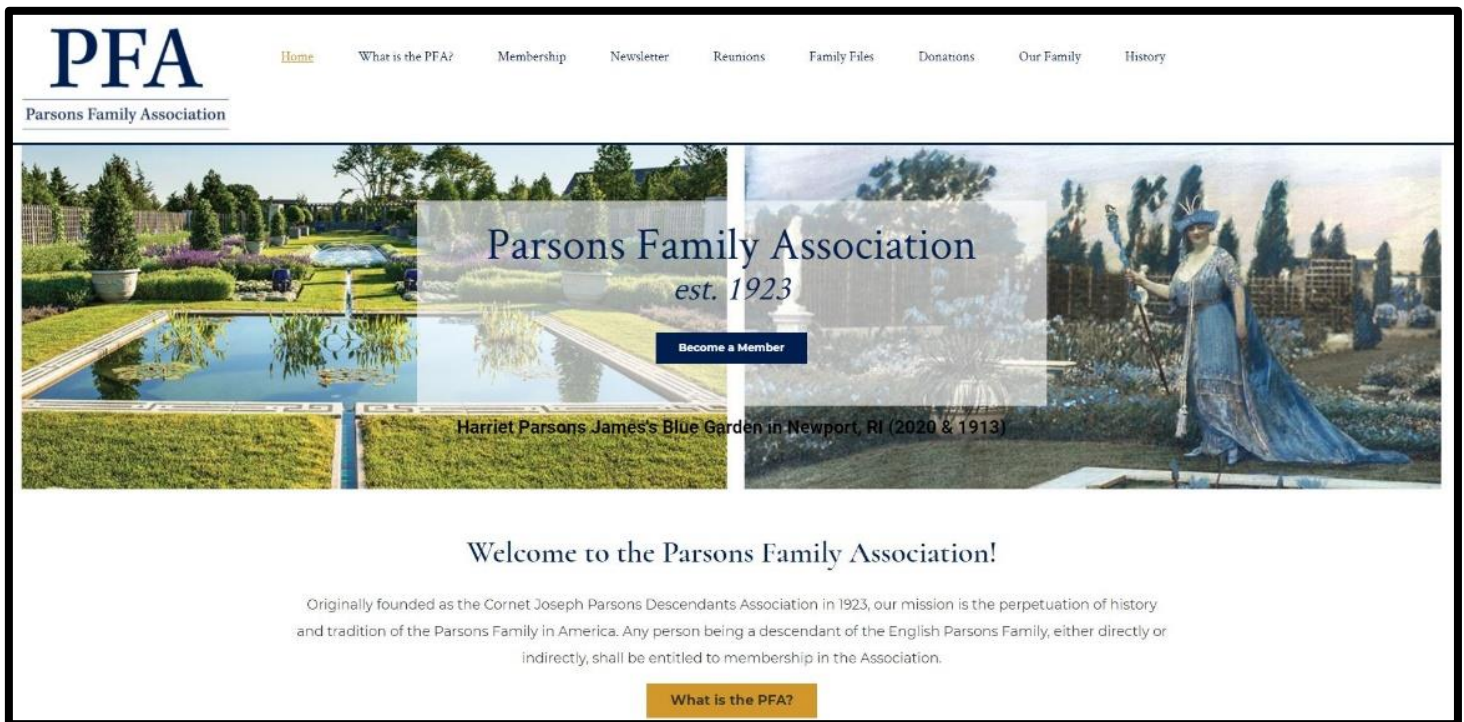 PFA
Parsons Family Association
Home What is the PFA? Membership Newsletter Reunions Family Files Donations Our Family History
Parsons Family Association
est. 1923
Become a Member
Harriet Parsons James's Blue Garden in Newport, RI (2020 & 1913)
Welcome to the Parsons Family Association!
Originally founded as the Cornet Joseph Parsons Descendants Association in 1923, our mission is the perpetuation of history
and tradition of the Parsons Family in America. Any person being a descendant of the English Parsons Family, either directly or
indirectly, shall be entitled to membership in the Association.
What is the PFA?